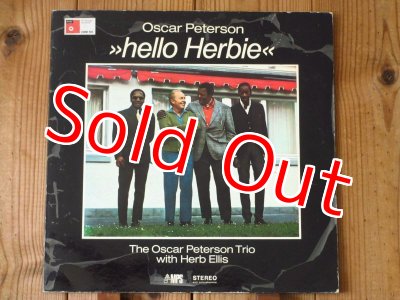 Oscar Peterson
»hello Herbie«
Sold Out
The Oscar Peterson Trio
with Herb Ellis
MPS
STEREO